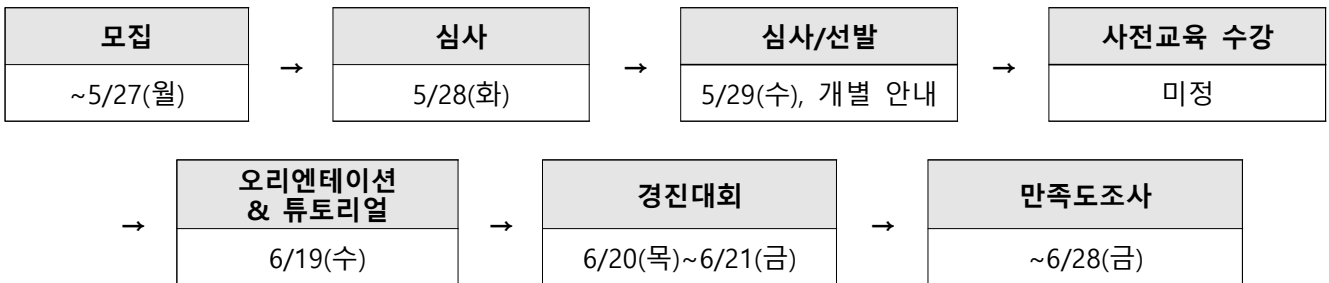 모집 → 심사 → 심사/선발 → 사전교육 수강
~5/27(월) 5/28(화) 5/29(수), 개별 안내 미정
→ 오리엔테이션
& 튜토리얼 → 경진대회 → 만족도조사
6/19(수) 6/20(목)~6/21(금) ~6/28(금)